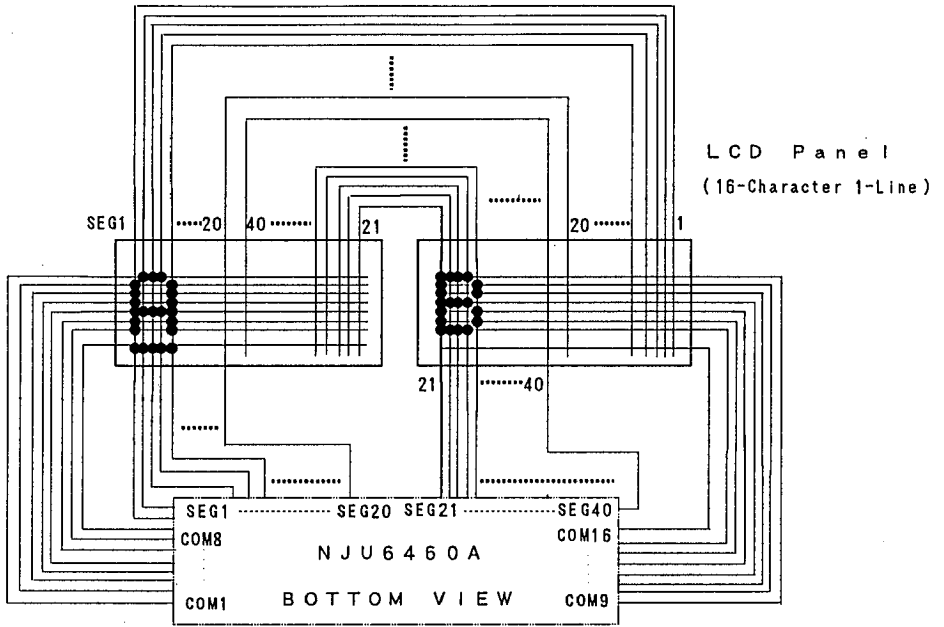 LCD Panel
(16-Character 1-Line)
SEG1 20 40 21 20 1
21 40
SEG1 SEG20 SEG21 SEG40
COM8 COM16
NJU6460A
COM1 BOTTOM VIEW COM9